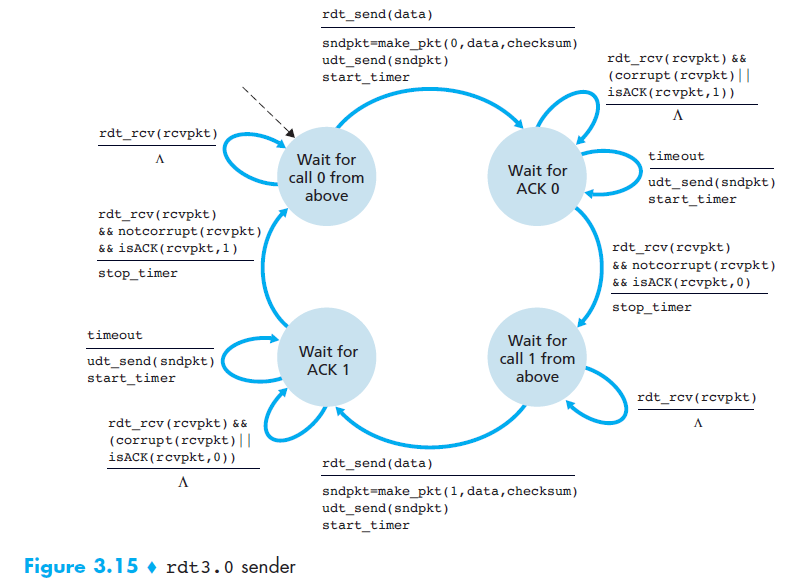 rdt_send(data)
sndpkt=make_pkt(0,data,checksum)
udt_send(sndpkt)
start_timer
rdt_rcv(rcvpkt) &&
(corrupt(rcvpkt)||
isACK(rcvpkt,1))
Λ
rdt_rcv(rcvpkt)
Λ
Wait for
call 0 from
above
Wait for
ACK 0
timeout
udt_send(sndpkt)
start_timer
rdt_rcv(rcvpkt)
&& notcorrupt(rcvpkt)
&& isACK(rcvpkt,1)
stop_timer
rdt_rcv(rcvpkt)
&& notcorrupt(rcvpkt)
&& isACK(rcvpkt,0)
stop_timer
timeout
udt_send(sndpkt)
start_timer
Wait for
ACK 1
Wait for
call 1 from
above
rdt_rcv(rcvpkt)
Λ
rdt_rcv(rcvpkt) &&
(corrupt(rcvpkt)||
isACK(rcvpkt,0))
Λ
rdt_send(data)
sndpkt=make_pkt(1,data,checksum)
udt_send(sndpkt)
start_timer
Figure 3.15 ♦ rdt3.0 sender